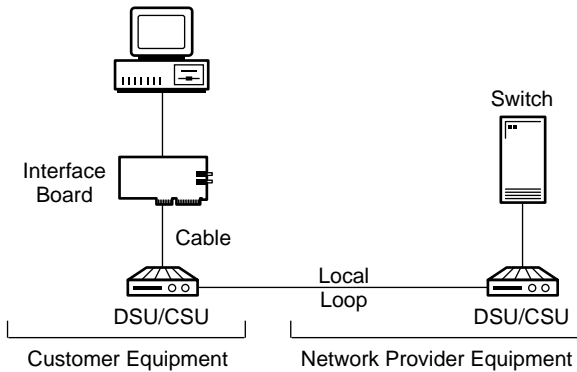 Switch
Interface
Board
Cable
Local
Loop
DSU/CSU
DSU/CSU
Customer Equipment
Network Provider Equipment